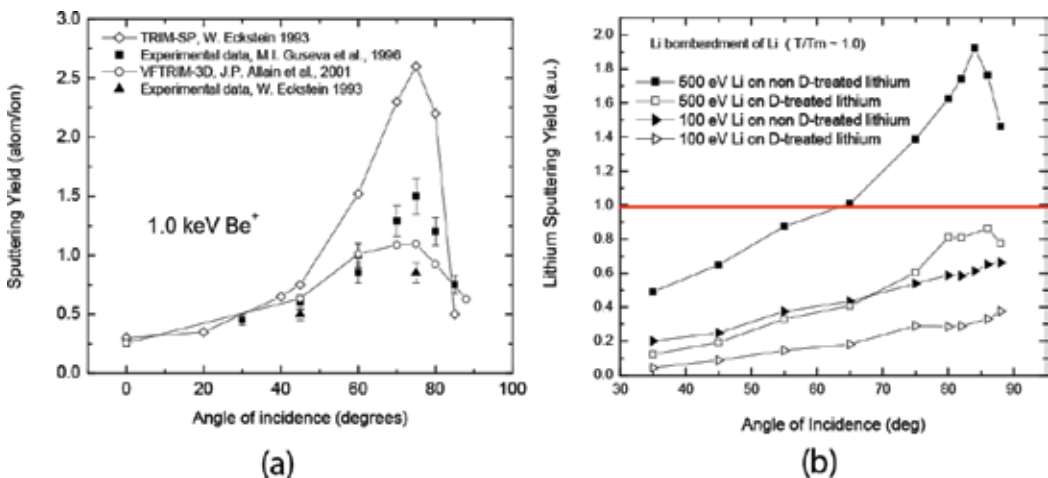 TRIM-SP, W. Eckstein 1993
Experimental data, M.I. Guseva et al., 1996
VFTRIM-3D, J.P. Allain et al., 2001
Experimental data, W. Eckstein 1993
1.0 keV Be+
Sputtering Yield (atom/ion)
3.0
2.5
2.0
1.5
1.0
0.5
0.0
0 20 40 60 80 100
Angle of incidence (degrees)
(a)
Li bombardment of Li ( T/Tm ~ 1.0)
500 eV Li on non D-treated lithium
500 eV Li on D-treated lithium
100 eV Li on non D-treated lithium
100 eV Li on D-treated lithium
Lithium Sputtering Yield (a.u.)
2.0
1.8
1.6
1.4
1.2
1.0
0.8
0.6
0.4
0.2
0.0
30 40 50 60 70 80 90
Angle of Incidence (deg)
(b)